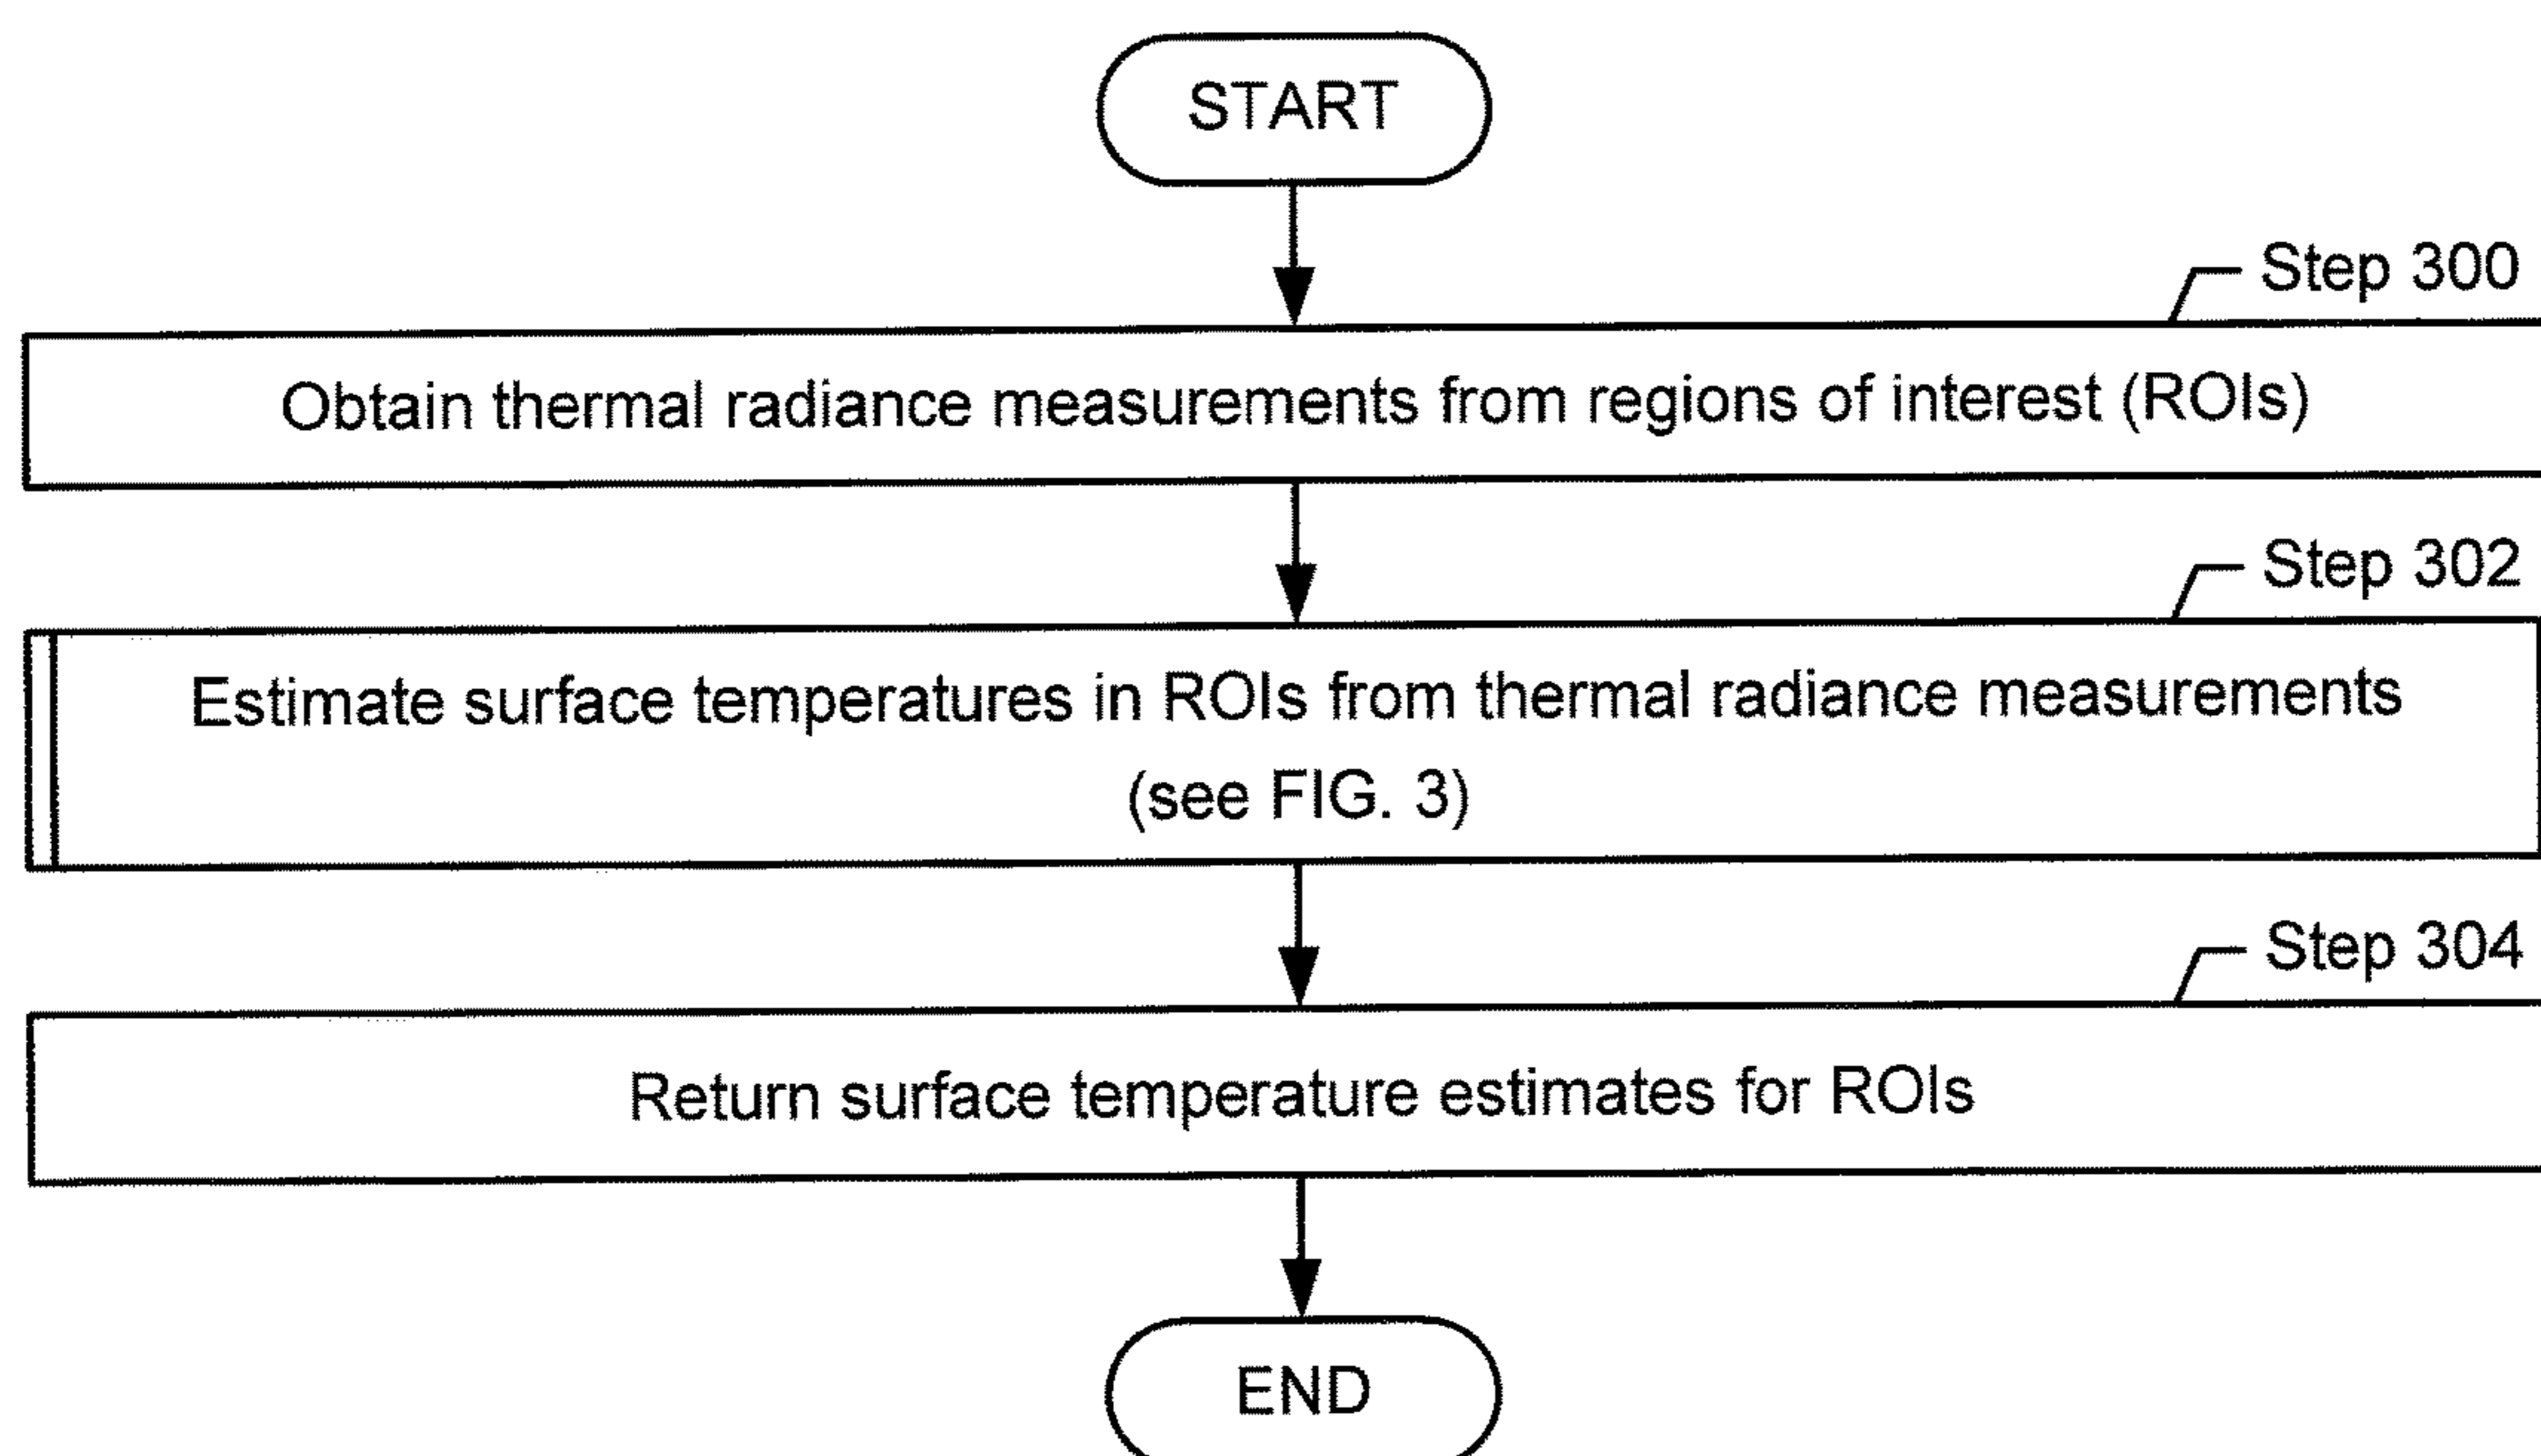 START
Step 300
Obtain thermal radiance measurements from regions of interest (ROIs)
Step 302
Estimate surface temperatures in ROIs from thermal radiance measurements
(see FIG. 3)
Step 304
Return surface temperature estimates for ROIs
END